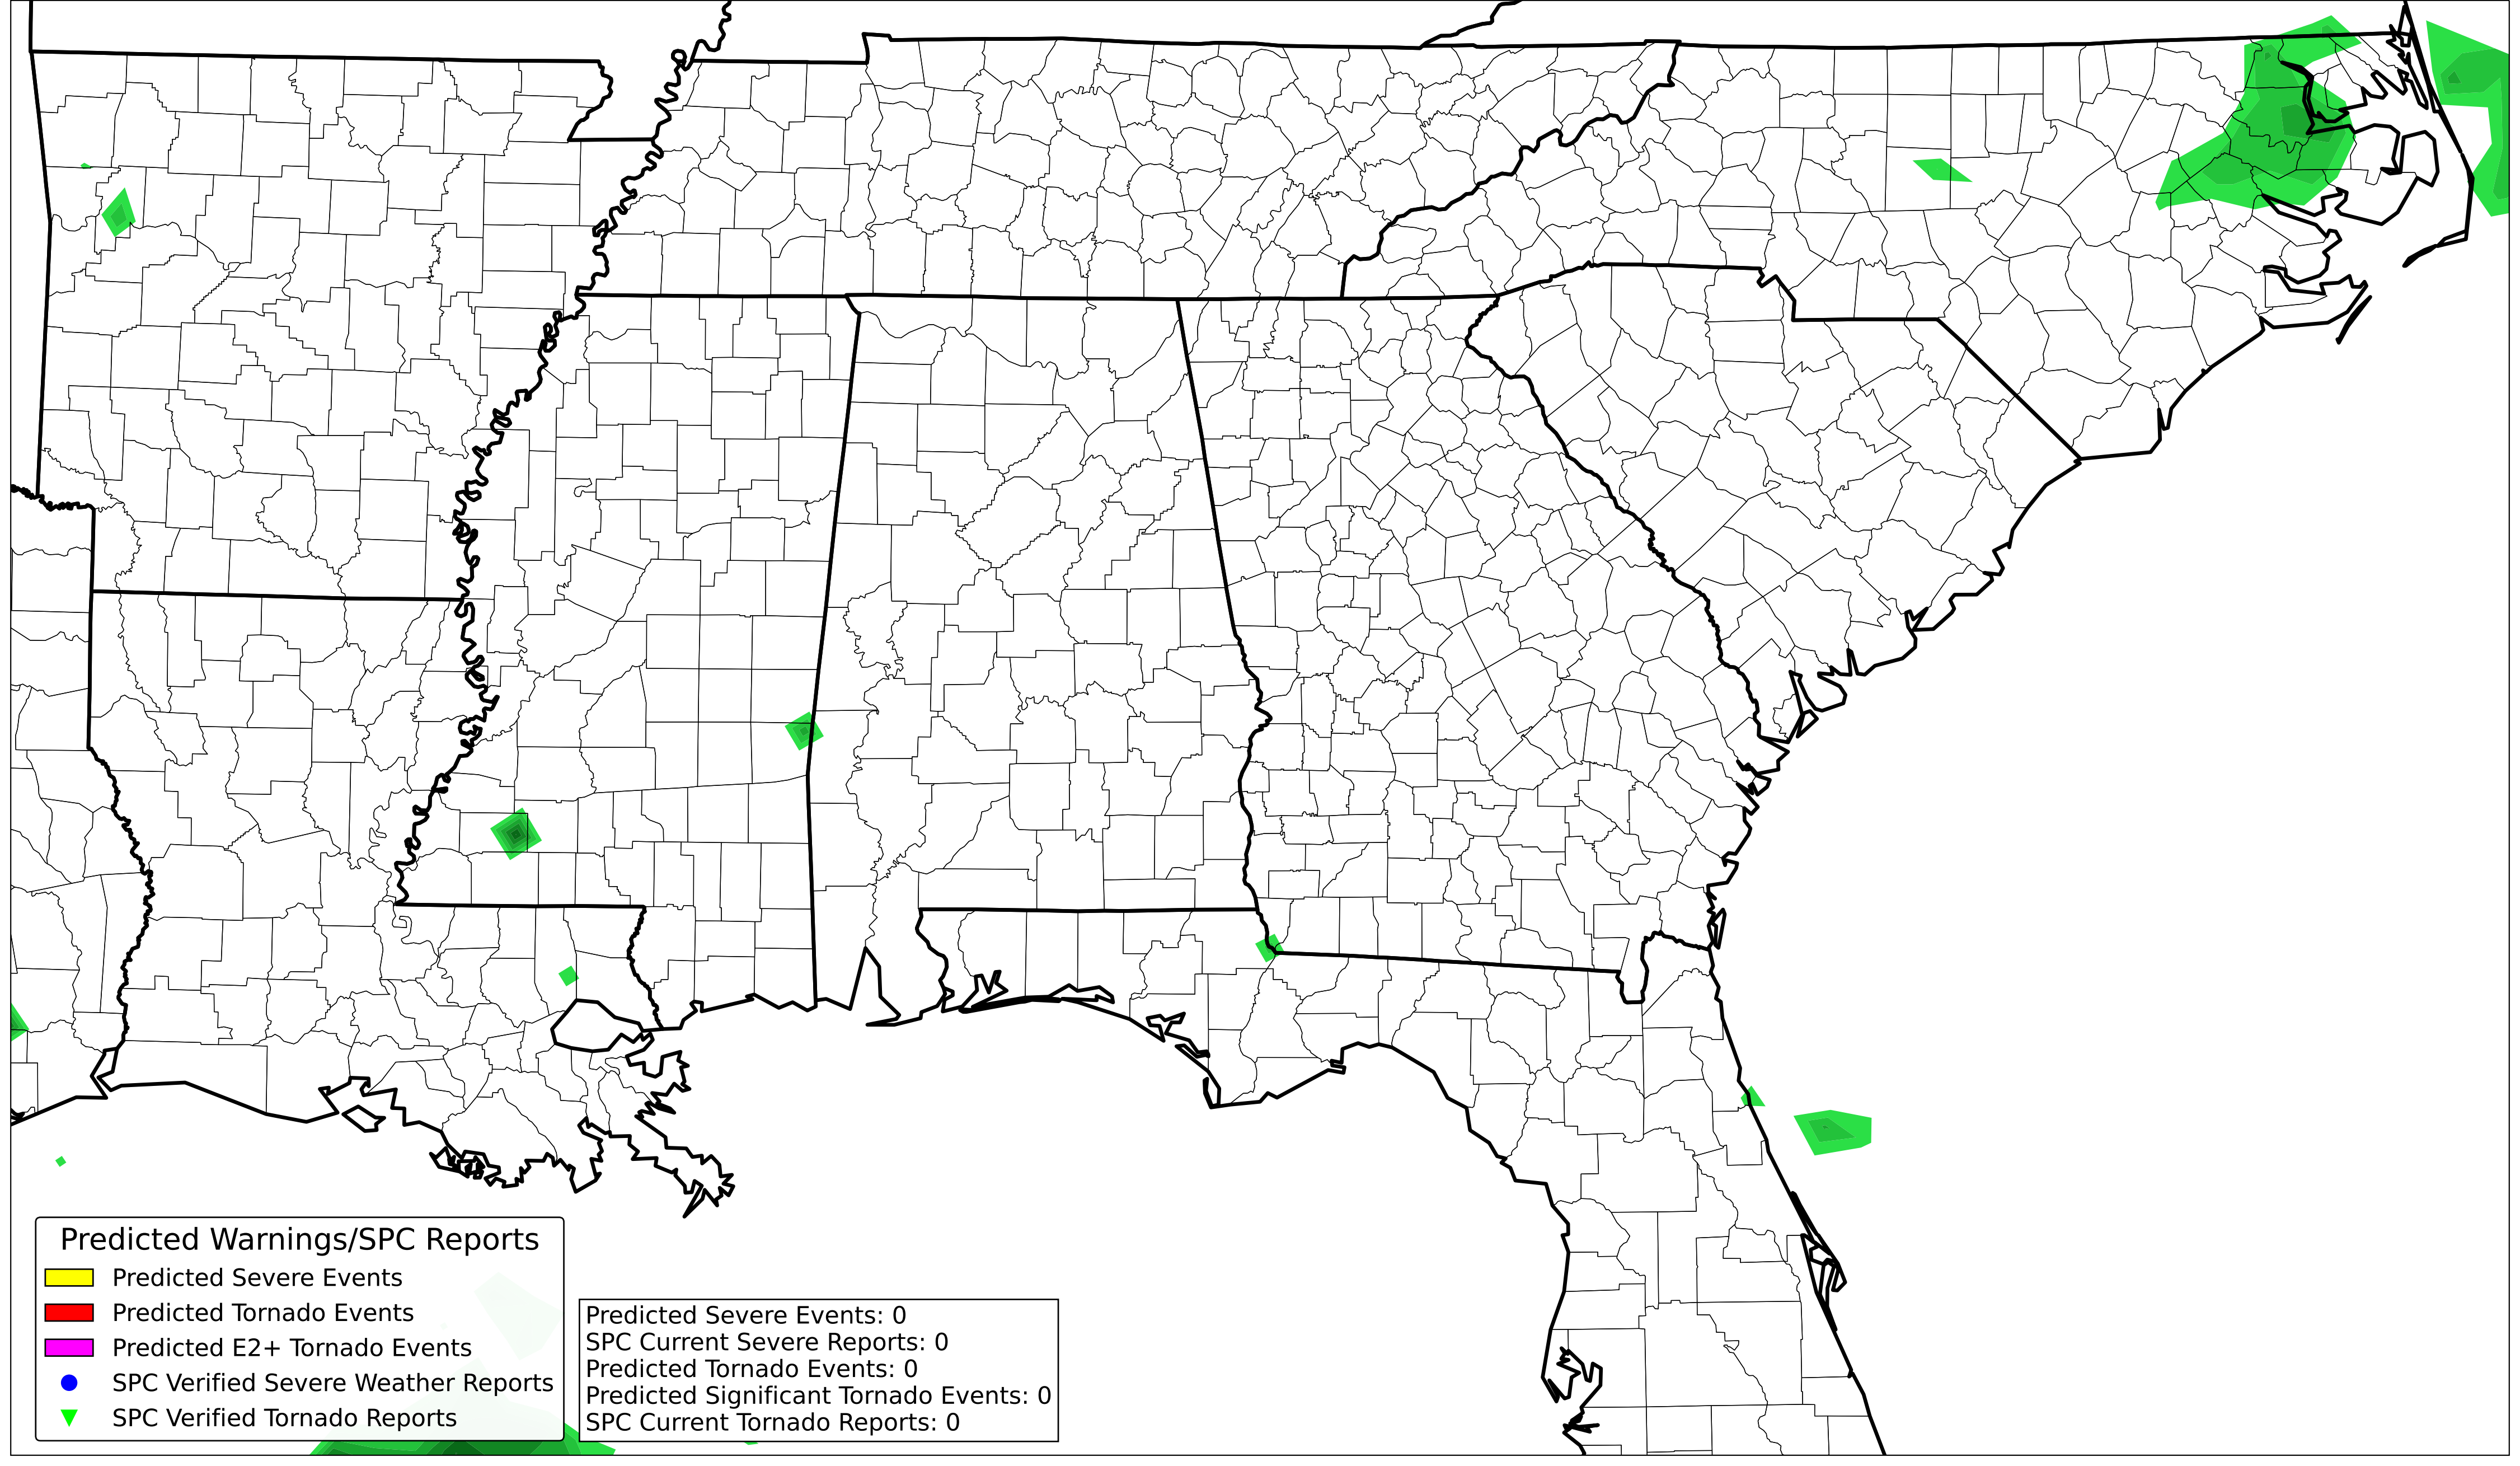 Predicted Warnings/SPC Reports
Predicted Severe Events
Predicted Tornado Events
Predicted E2+ Tornado Events
SPC Verified Severe Weather Reports
SPC Verified Tornado Reports
Predicted Severe Events: 0
SPC Current Severe Reports: 0
Predicted Tornado Events: 0
Predicted Significant Tornado Events: 0
SPC Current Tornado Reports: 0